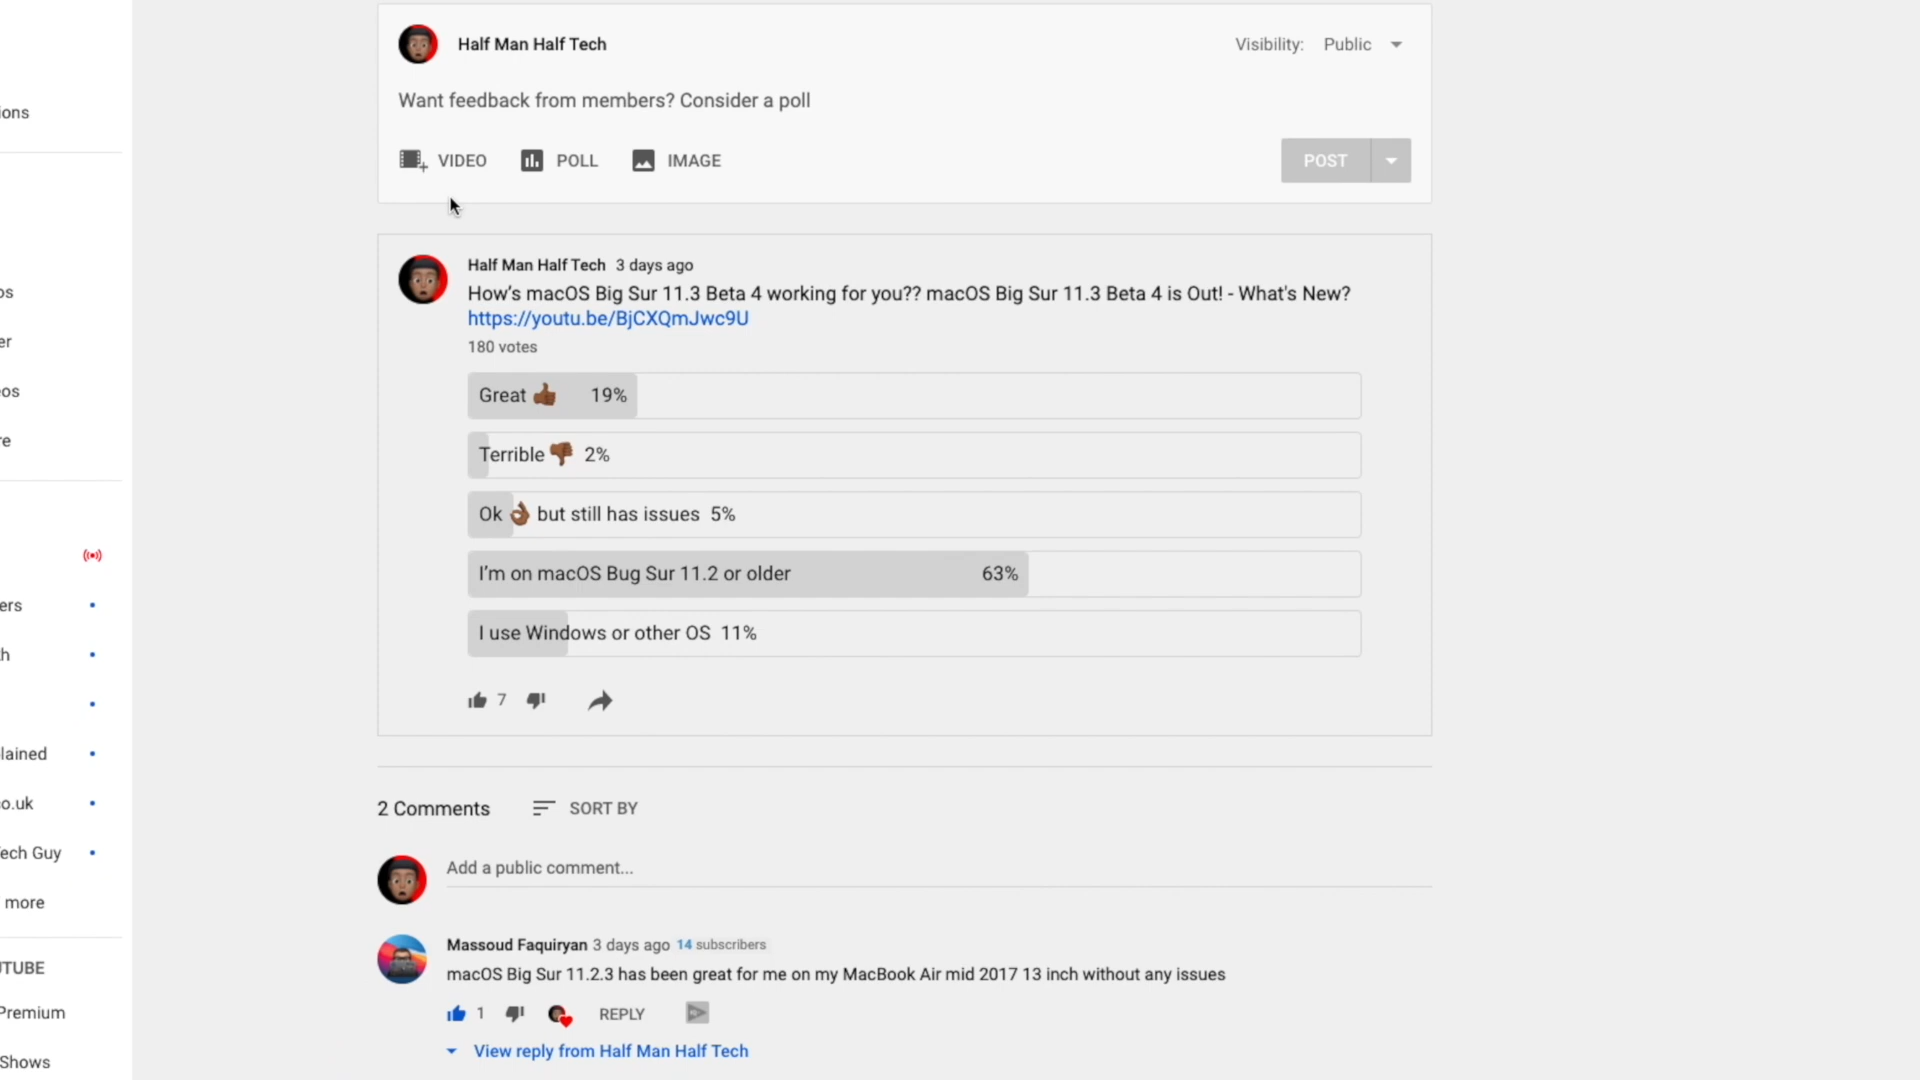 Half Man Half Tech
Visibility: Public
Want feedback from members? Consider a poll
VIDEO POLL IMAGE
POST
Half Man Half Tech 3 days ago
How's macOS Big Sur 11.3 Beta 4 working for you?? macOS Big Sur 11.3 Beta 4 is Out! - What's New?
https://youtu.be/BjCXQmJwc9U
180 votes
Great 👍🏾 19%
Terrible 👎🏾 2%
Ok 👌🏾 but still has issues 5%
I'm on macOS Bug Sur 11.2 or older 63%
I use Windows or other OS 11%
7
2 Comments SORT BY
Add a public comment...
Massoud Faquiryan 3 days ago 14 subscribers
macOS Big Sur 11.2.3 has been great for me on my MacBook Air mid 2017 13 inch without any issues
1 REPLY
View reply from Half Man Half Tech
ions
os
er
eos
re
ers
h
lained
o.uk
ech Guy
more
UTUBE
Premium
Shows